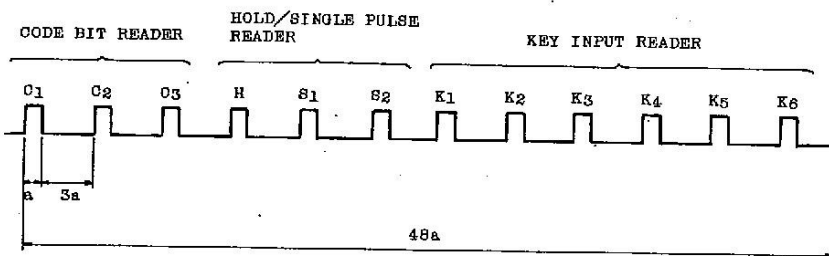 CODE BIT READER
HOLD/SINGLE PULSE
READER
KEY INPUT READER
C1 C2 C3 H S1 S2 K1 K2 K3 K4 K5 K6
a 3a
48a